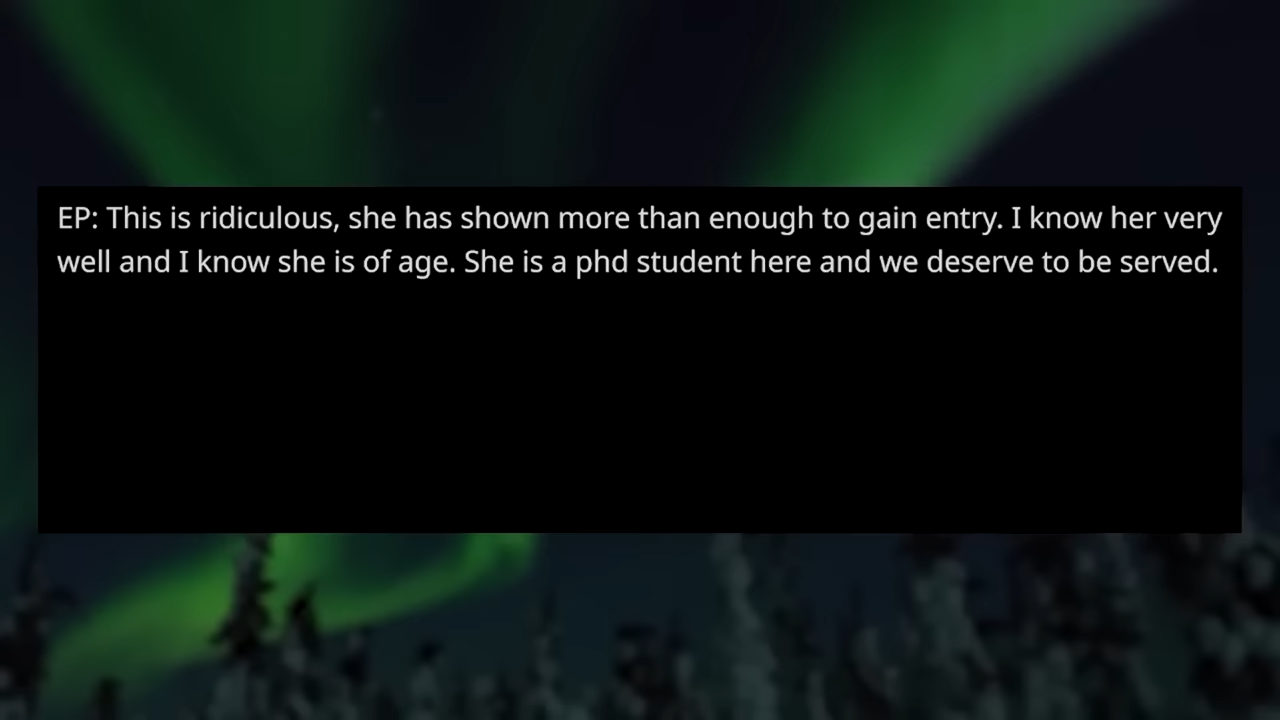 EP: This is ridiculous, she has shown more than enough to gain entry. I know her very
well and I know she is of age. She is a phd student here and we deserve to be served.